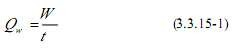 Q_w = W/t (3.3.15-1)